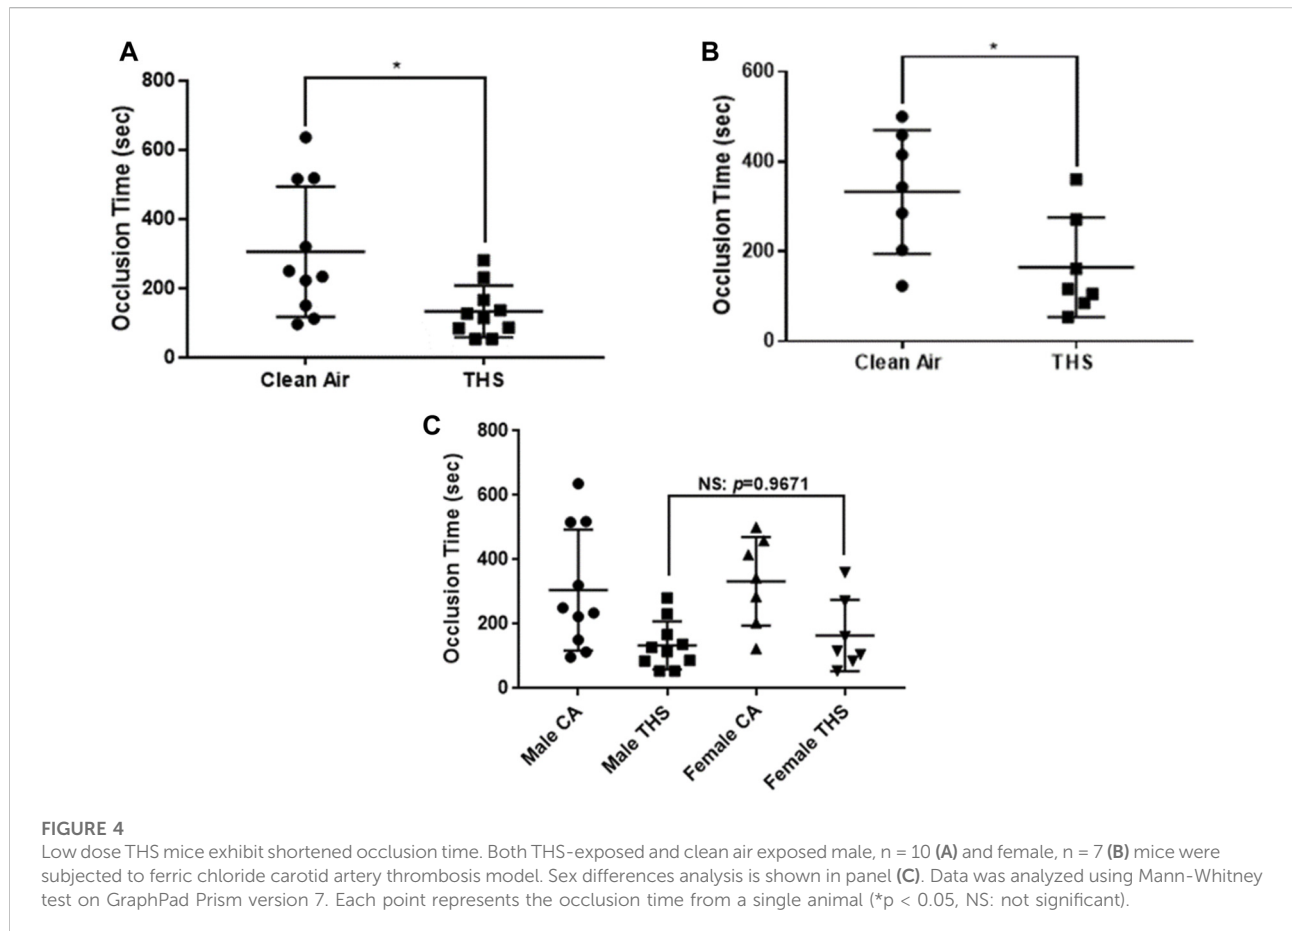 A
*
800
600
400
200
0
Occlusion Time (sec)
Clean Air THS
B
*
600
400
200
0
Occlusion Time (sec)
Clean Air THS
C
800
600
400
200
0
Occlusion Time (sec)
NS: p=0.9671
Male CA
Male THS
Female CA
Female THS
FIGURE 4
Low dose THS mice exhibit shortened occlusion time. Both THS-exposed and clean air exposed male, n = 10 (A) and female, n = 7 (B) mice were
subjected to ferric chloride carotid artery thrombosis model. Sex differences analysis is shown in panel (C). Data was analyzed using Mann-Whitney
test on GraphPad Prism version 7. Each point represents the occlusion time from a single animal (*p < 0.05, NS: not significant).